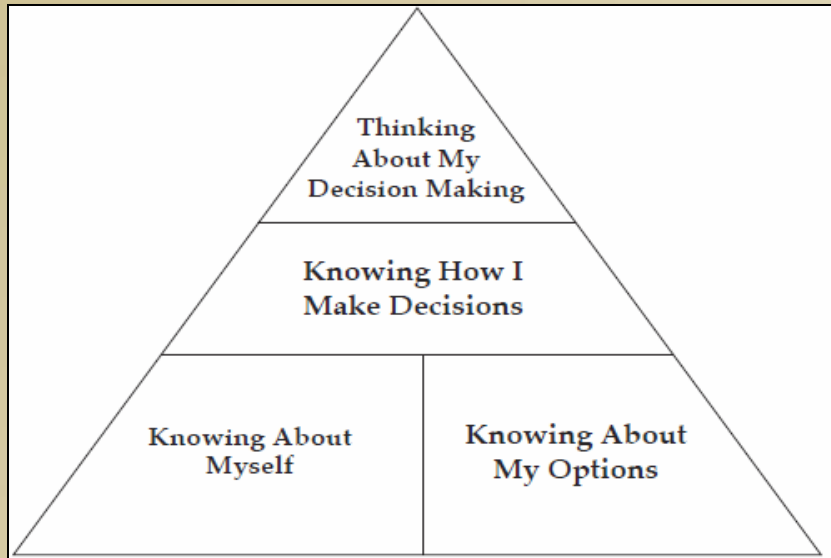 Thinking
About My
Decision Making
Knowing How I
Make Decisions
Knowing About
Myself
Knowing About
My Options